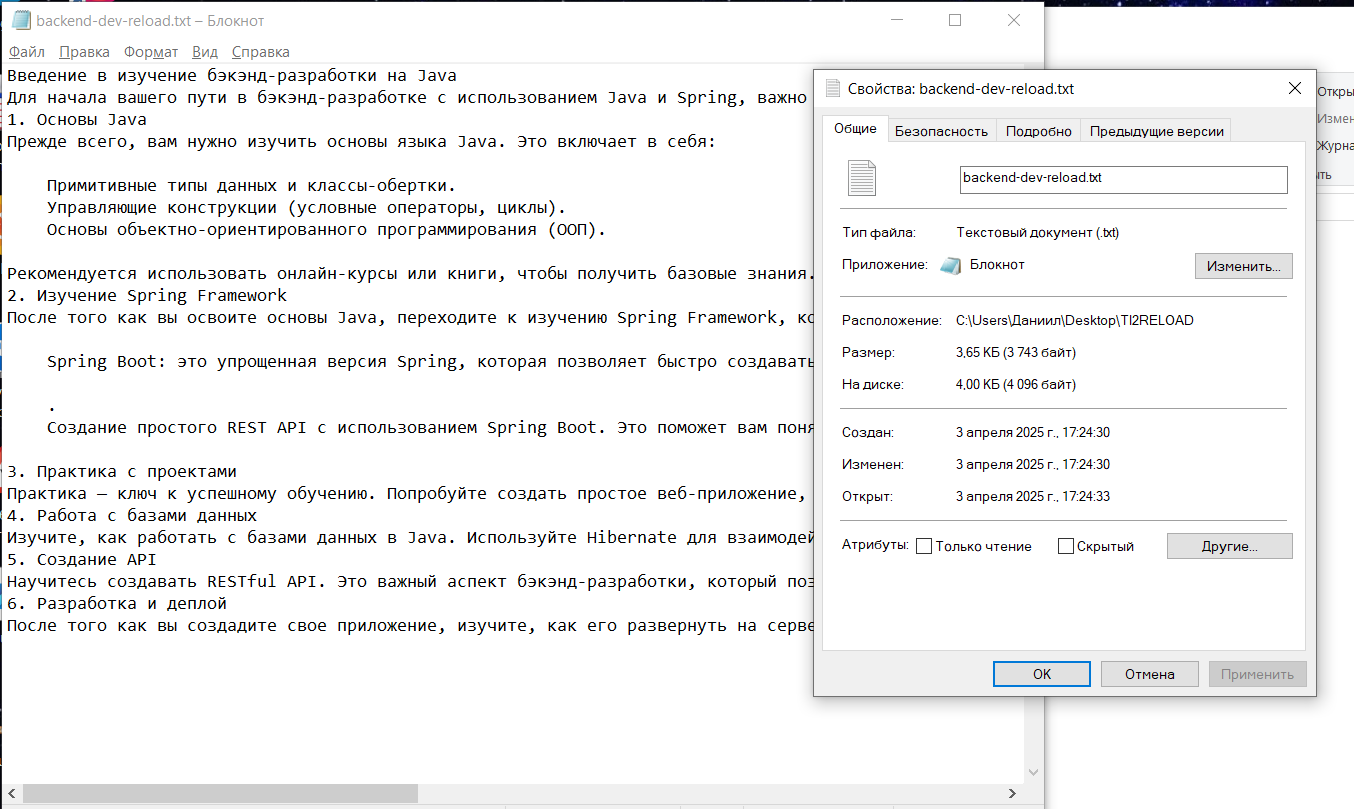 backend-dev-reload.txt – Блокнот
Файл Правка Формат Вид Справка
Введение в изучение бэкэнд-разработки на Java
Для начала вашего пути в бэкэнд-разработке с использованием Java и Spring, важно
1. Основы Java
Прежде всего, вам нужно изучить основы языка Java. Это включает в себя:
Примитивные типы данных и классы-обертки.
Управляющие конструкции (условные операторы, циклы).
Основы объектно-ориентированного программирования (ООП).
Рекомендуется использовать онлайн-курсы или книги, чтобы получить базовые знания.
2. Изучение Spring Framework
После того как вы освоите основы Java, переходите к изучению Spring Framework, ко
Spring Boot: это упрощенная версия Spring, которая позволяет быстро создавать
.
Создание простого REST API с использованием Spring Boot. Это поможет вам поня
3. Практика с проектами
Практика — ключ к успешному обучению. Попробуйте создать простое веб-приложение,
4. Работа с базами данных
Изучите, как работать с базами данных в Java. Используйте Hibernate для взаимодей
5. Создание API
Научитесь создавать RESTful API. Это важный аспект бэкэнд-разработки, который поз
6. Разработка и деплой
После того как вы создадите свое приложение, изучите, как его развернуть на серве
Свойства: backend-dev-reload.txt
Общие Безопасность Подробно Предыдущие версии
backend-dev-reload.txt
Тип файла: Текстовый документ (.txt)
Приложение: Блокнот Изменить...
Расположение: C:\Users\Даниил\Desktop\TI2RELOAD
Размер: 3,65 КБ (3 743 байт)
На диске: 4,00 КБ (4 096 байт)
Создан: 3 апреля 2025 г., 17:24:30
Изменен: 3 апреля 2025 г., 17:24:30
Открыт: 3 апреля 2025 г., 17:24:33
Атрибуты: Только чтение Скрытый Другие...
ОК Отмена Применить
Откры
Измен
Журна
ыть